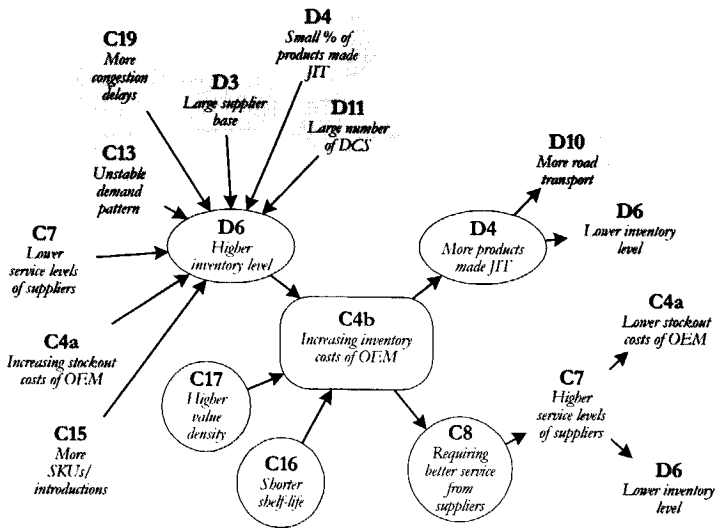 C19
More
congestion
delays
D3
Large supplier
base
D4
Small % of
products made
JIT
D11
Large number
of DCS
C13
Unstable
demand
pattern
C7
Lower
service levels
of suppliers
C4a
Increasing stockout
costs of OEM
C15
More
SKUs/
introductions
D6
Higher
inventory level
C4b
Increasing inventory
costs of OEM
C17
Higher
value
density
C16
Shorter
shelf-life
D4
More products
made JIT
D10
More road
transport
D6
Lower inventory
level
C8
Requiring
better service
from
suppliers
C7
Higher
service levels
of suppliers
C4a
Lower stockout
costs of OEM
D6
Lower inventory
level